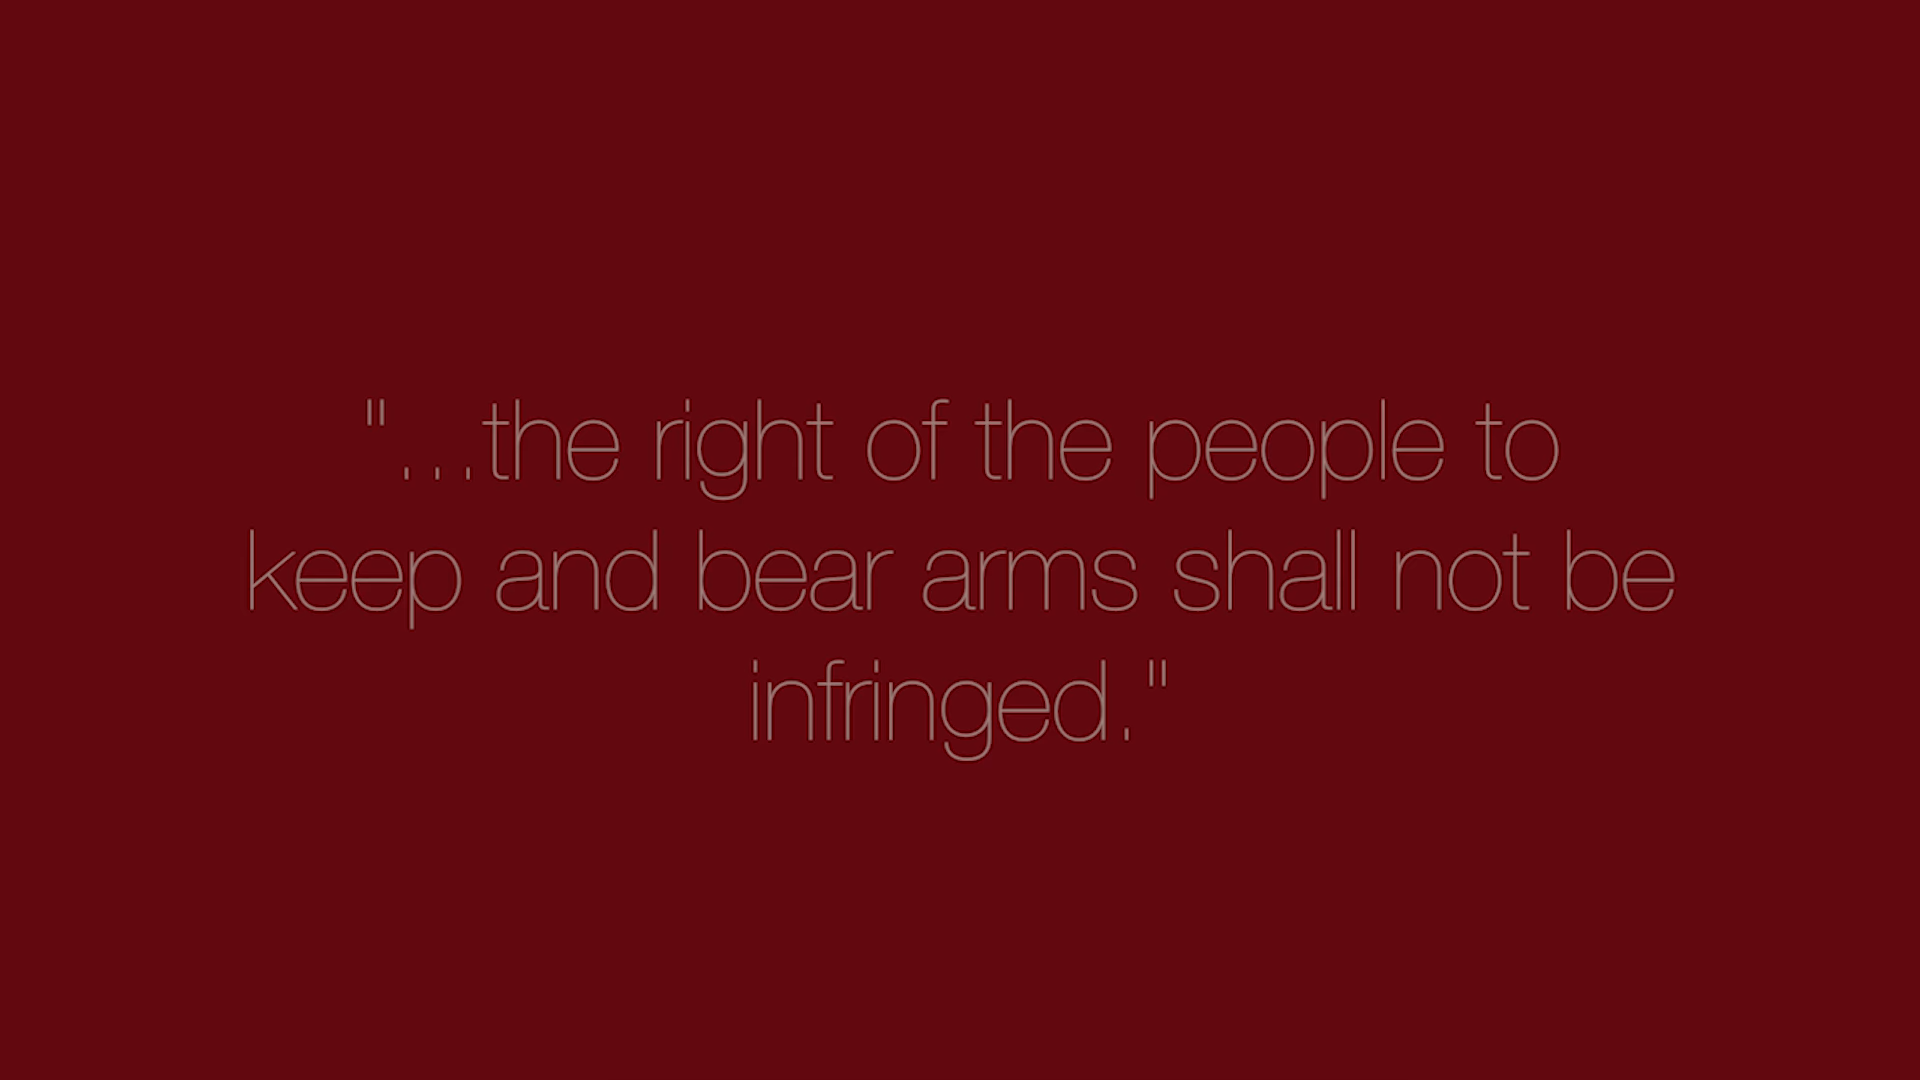 "...the right of the people to
keep and bear arms shall not be
infringed."